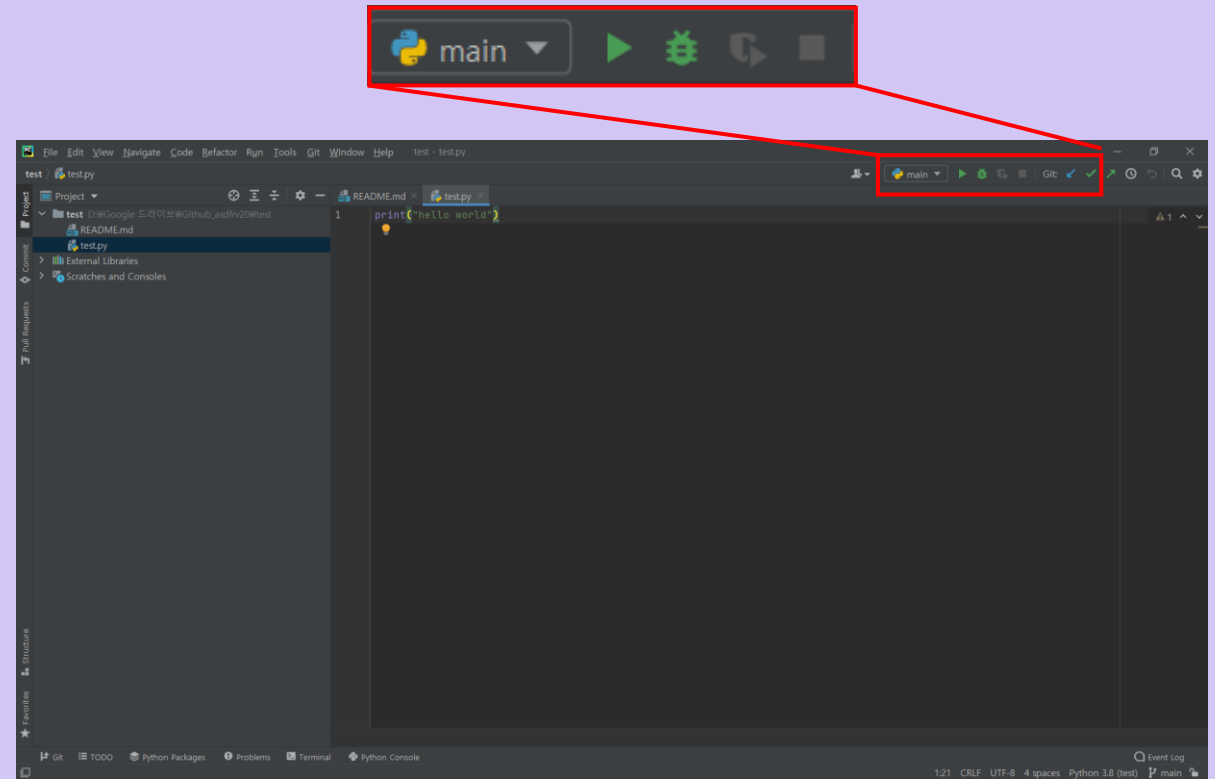 main
File Edit View Navigate Code Refactor Run Tools Git Window Help test - test.py
test test.py main Git:
Project README.md test.py
test D:₩Google 드라이브₩Github_asdfrv20₩test
README.md
test.py
External Libraries
Scratches and Consoles
1 print("hello world")
1
Project
Commit
Pull Requests
Structure
Favorites
Git TODO Python Packages Problems Terminal Python Console Event Log
1:21 CRLF UTF-8 4 spaces Python 3.8 (test) main